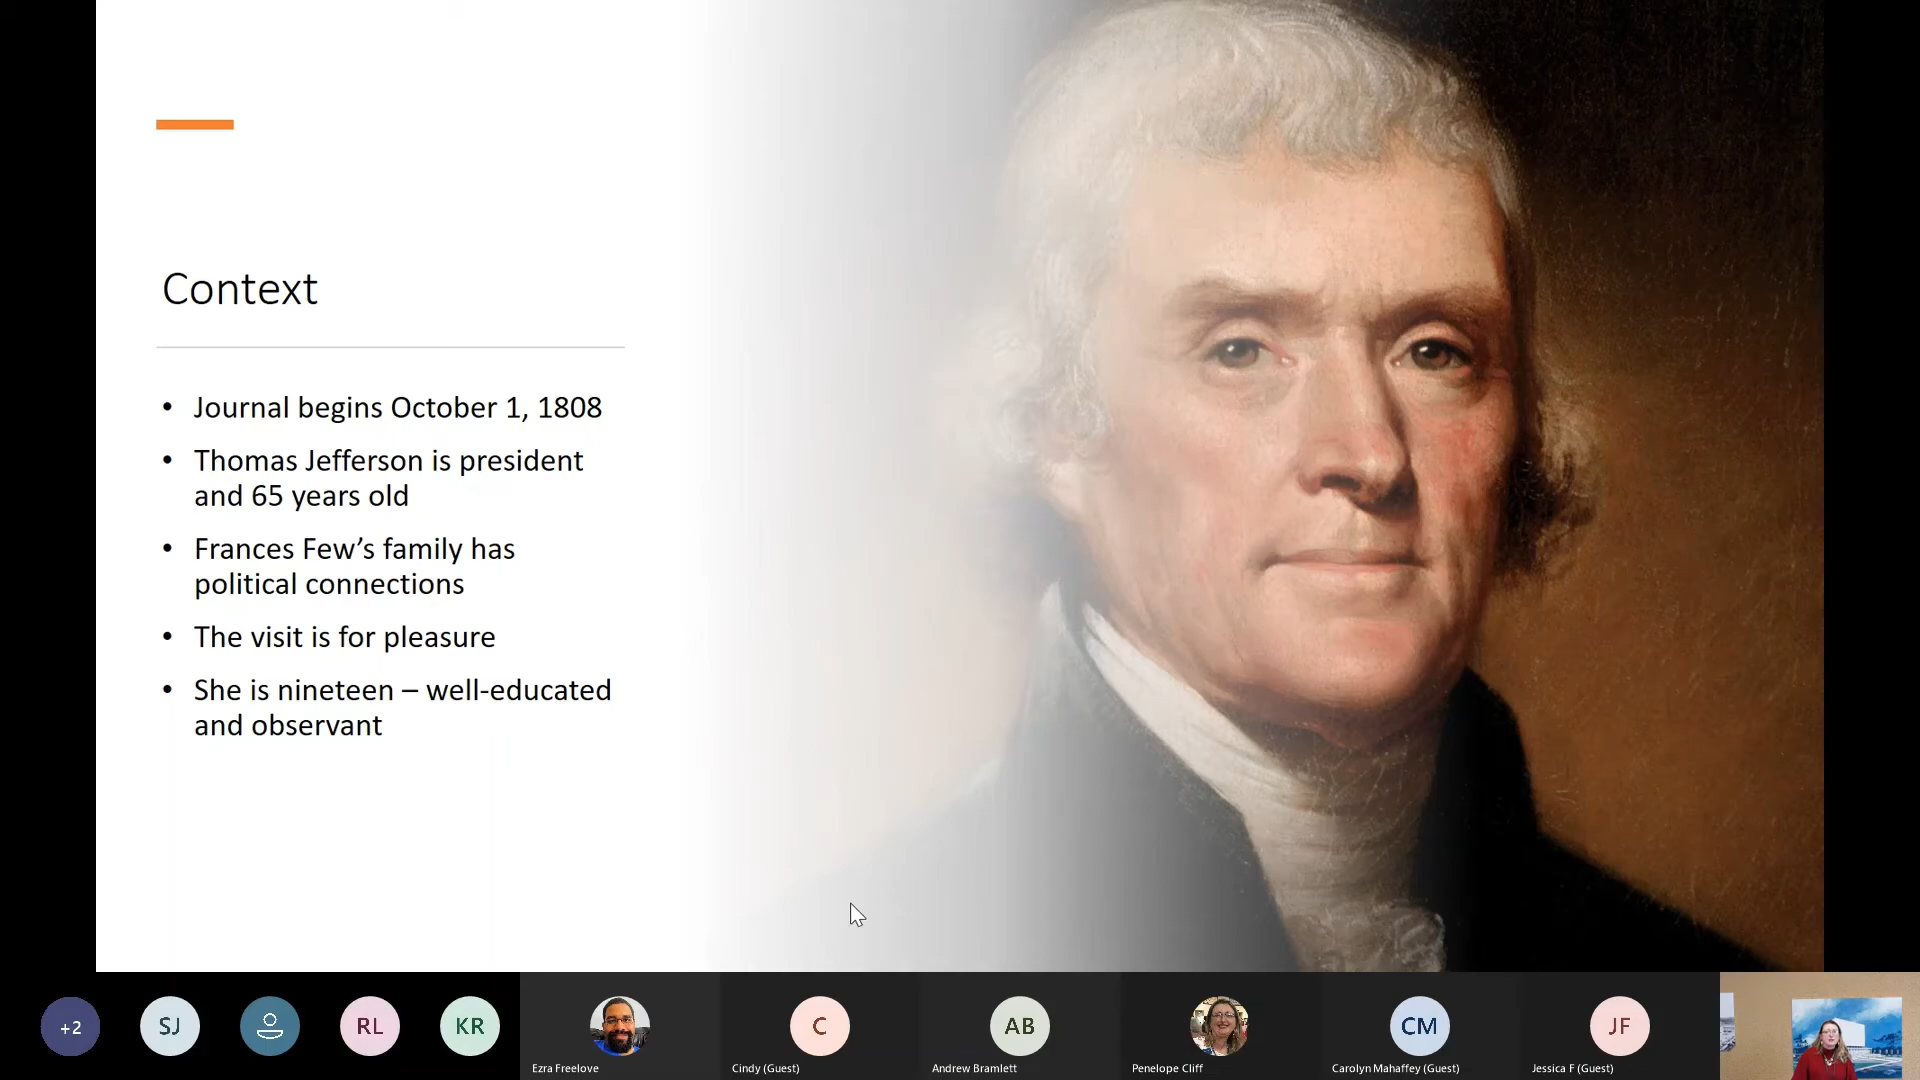 Context
• Journal begins October 1, 1808
• Thomas Jefferson is president
and 65 years old
• Frances Few’s family has
political connections
• The visit is for pleasure
• She is nineteen – well-educated
and observant
+2
SJ
RL
KR
C
AB
CM
JF
Ezra Freelove
Cindy (Guest)
Andrew Bramlett
Penelope Cliff
Carolyn Mahaffey (Guest)
Jessica F (Guest)